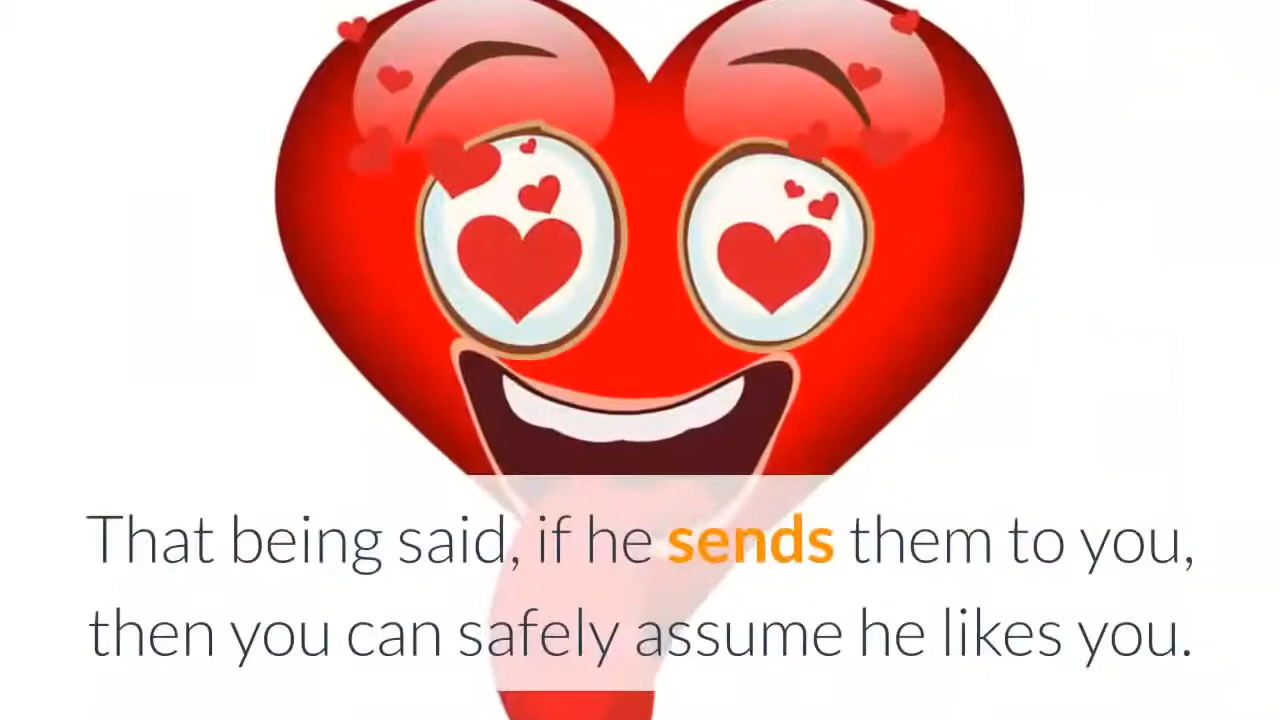 That being said, if he sends them to you,
then you can safely assume he likes you.